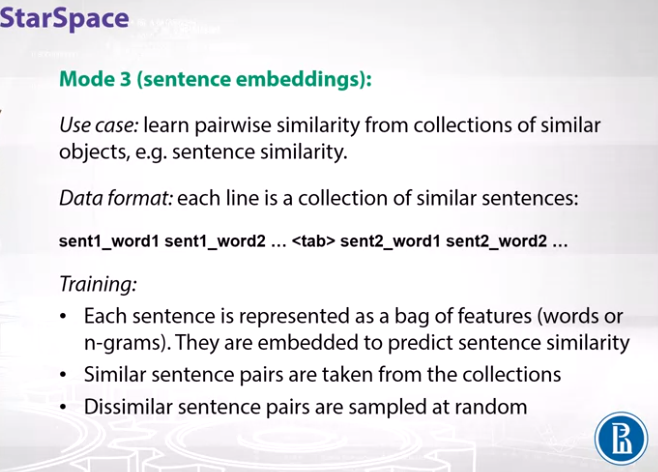 StarSpace
Mode 3 (sentence embeddings):
Use case: learn pairwise similarity from collections of similar
objects, e.g. sentence similarity.
Data format: each line is a collection of similar sentences:
sent1_word1 sent1_word2 ... <tab> sent2_word1 sent2_word2 ...
Training:
• Each sentence is represented as a bag of features (words or
n-grams). They are embedded to predict sentence similarity
• Similar sentence pairs are taken from the collections
• Dissimilar sentence pairs are sampled at random